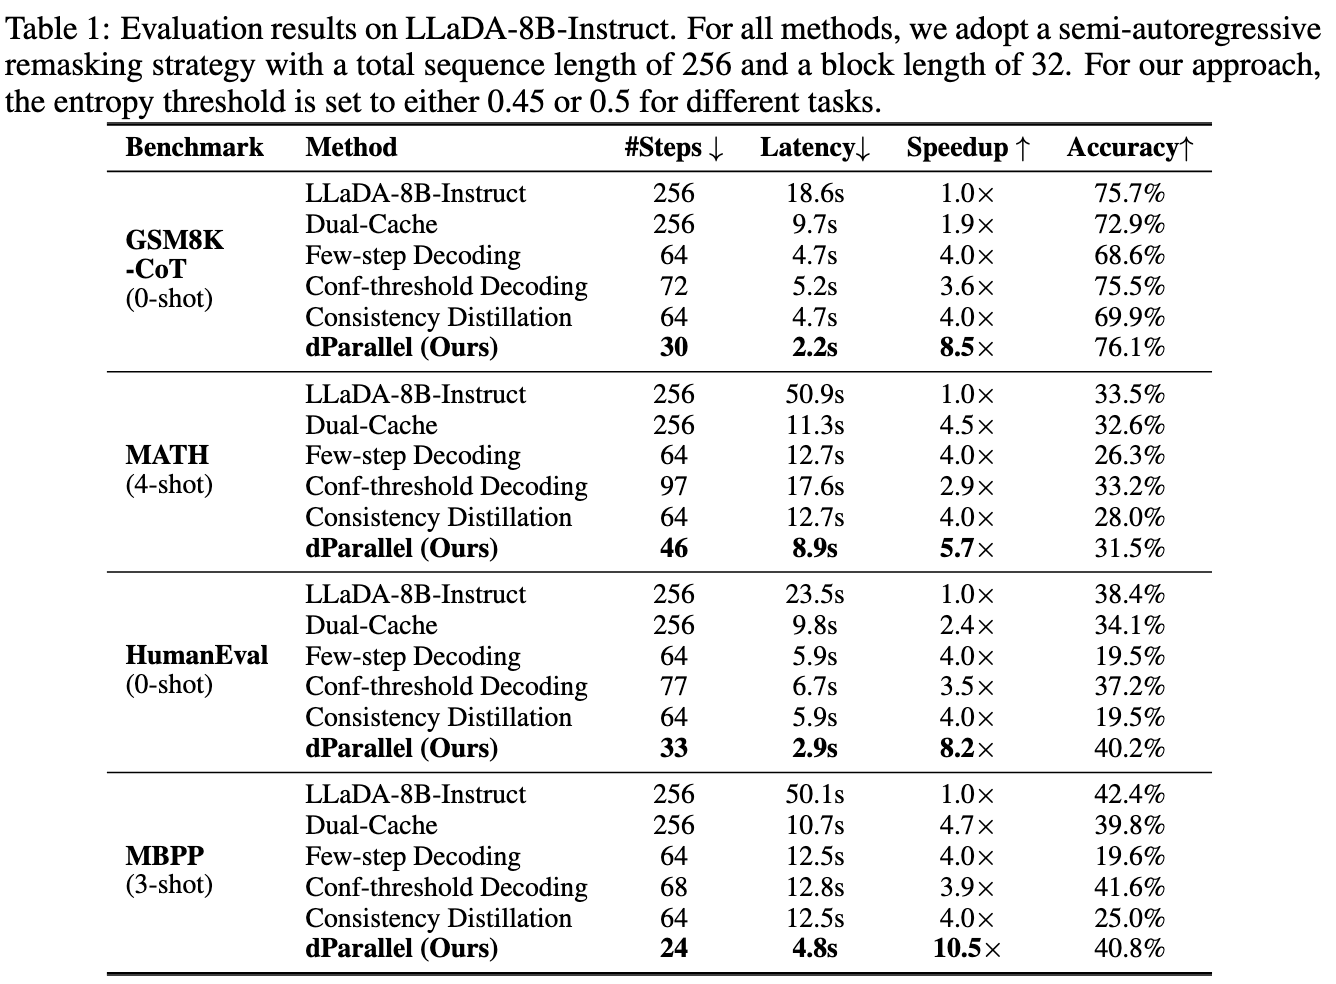 Table 1: Evaluation results on LLaDA-8B-Instruct. For all methods, we adopt a semi-autoregressive
remasking strategy with a total sequence length of 256 and a block length of 32. For our approach,
the entropy threshold is set to either 0.45 or 0.5 for different tasks.
Benchmark Method #Steps ↓ Latency↓ Speedup ↑ Accuracy↑
GSM8K
-CoT
(0-shot)
LLaDA-8B-Instruct 256 18.6s 1.0× 75.7%
Dual-Cache 256 9.7s 1.9× 72.9%
Few-step Decoding 64 4.7s 4.0× 68.6%
Conf-threshold Decoding 72 5.2s 3.6× 75.5%
Consistency Distillation 64 4.7s 4.0× 69.9%
dParallel (Ours) 30 2.2s 8.5× 76.1%
MATH
(4-shot)
LLaDA-8B-Instruct 256 50.9s 1.0× 33.5%
Dual-Cache 256 11.3s 4.5× 32.6%
Few-step Decoding 64 12.7s 4.0× 26.3%
Conf-threshold Decoding 97 17.6s 2.9× 33.2%
Consistency Distillation 64 12.7s 4.0× 28.0%
dParallel (Ours) 46 8.9s 5.7× 31.5%
HumanEval
(0-shot)
LLaDA-8B-Instruct 256 23.5s 1.0× 38.4%
Dual-Cache 256 9.8s 2.4× 34.1%
Few-step Decoding 64 5.9s 4.0× 19.5%
Conf-threshold Decoding 77 6.7s 3.5× 37.2%
Consistency Distillation 64 5.9s 4.0× 19.5%
dParallel (Ours) 33 2.9s 8.2× 40.2%
MBPP
(3-shot)
LLaDA-8B-Instruct 256 50.1s 1.0× 42.4%
Dual-Cache 256 10.7s 4.7× 39.8%
Few-step Decoding 64 12.5s 4.0× 19.6%
Conf-threshold Decoding 68 12.8s 3.9× 41.6%
Consistency Distillation 64 12.5s 4.0× 25.0%
dParallel (Ours) 24 4.8s 10.5× 40.8%